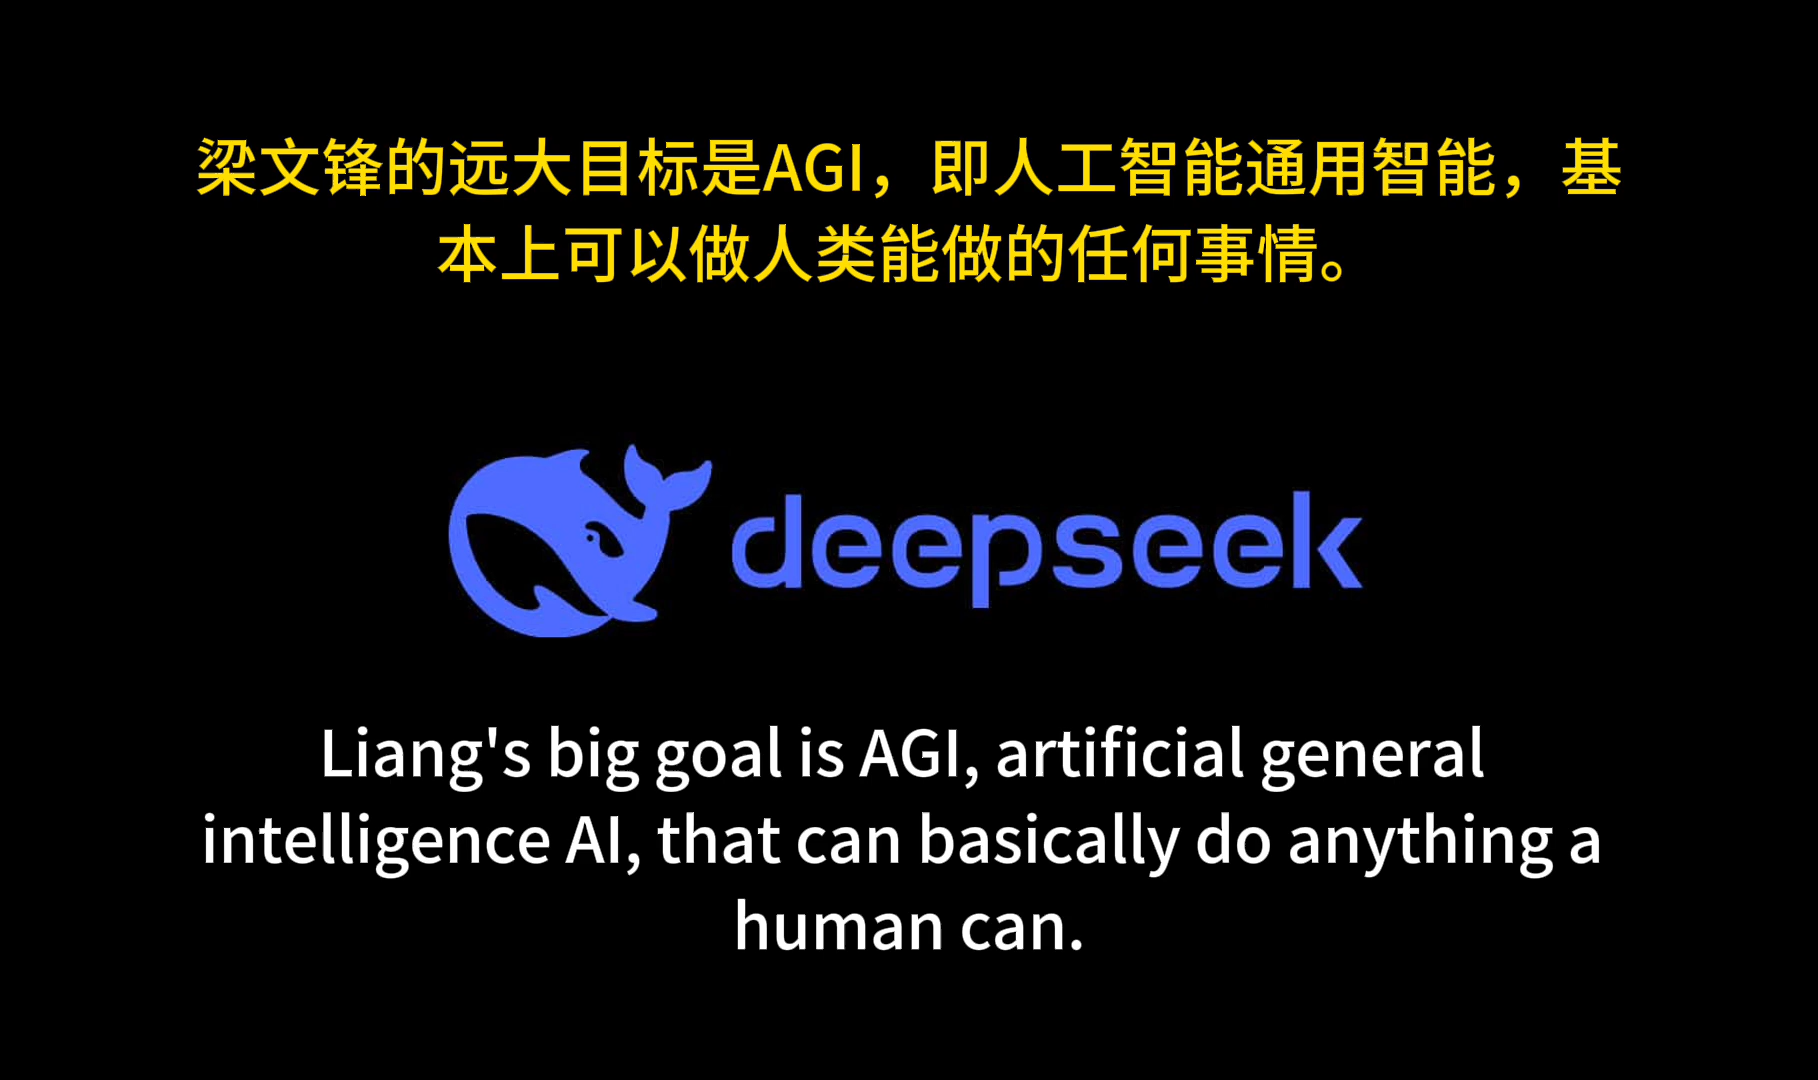 梁文锋的远大目标是AGI，即人工智能通用智能，基
本上可以做人类能做的任何事情。
deepseek
Liang's big goal is AGI, artificial general
intelligence AI, that can basically do anything a
human can.